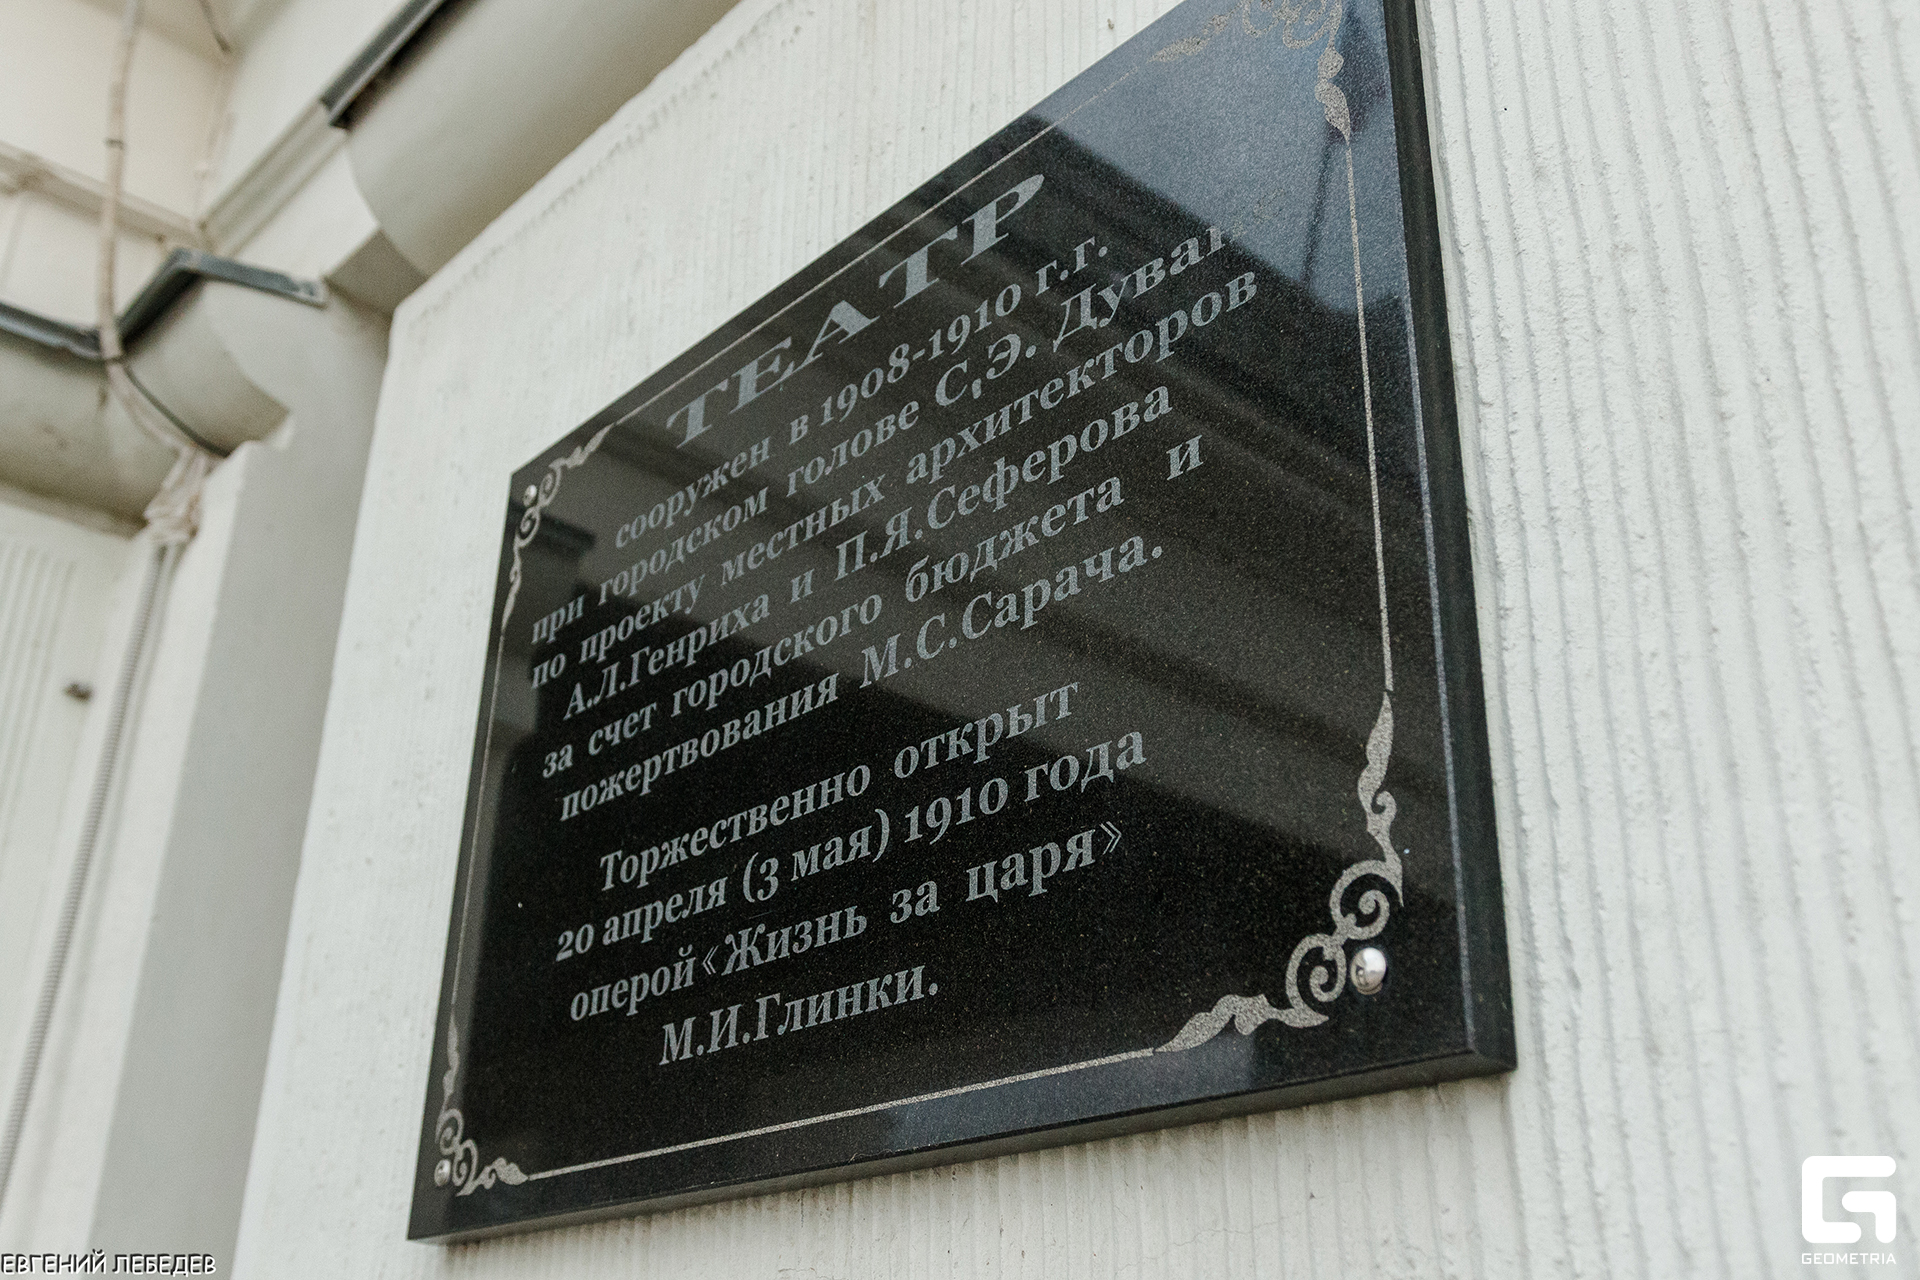 ТЕАТР
сооружен в 1908-1910 г.г.
при городском голове С.Э. Дуван
по проекту местных архитекторов
А.Л.Генриха и П.Я.Сеферова
за счет городского бюджета и
пожертвования М.С.Сарача.
Торжественно открыт
20 апреля (3 мая) 1910 года
оперой «Жизнь за царя»
М.И.Глинки.
ЕВГЕНИЙ ЛЕБЕДЕВ
GEOMETRIA